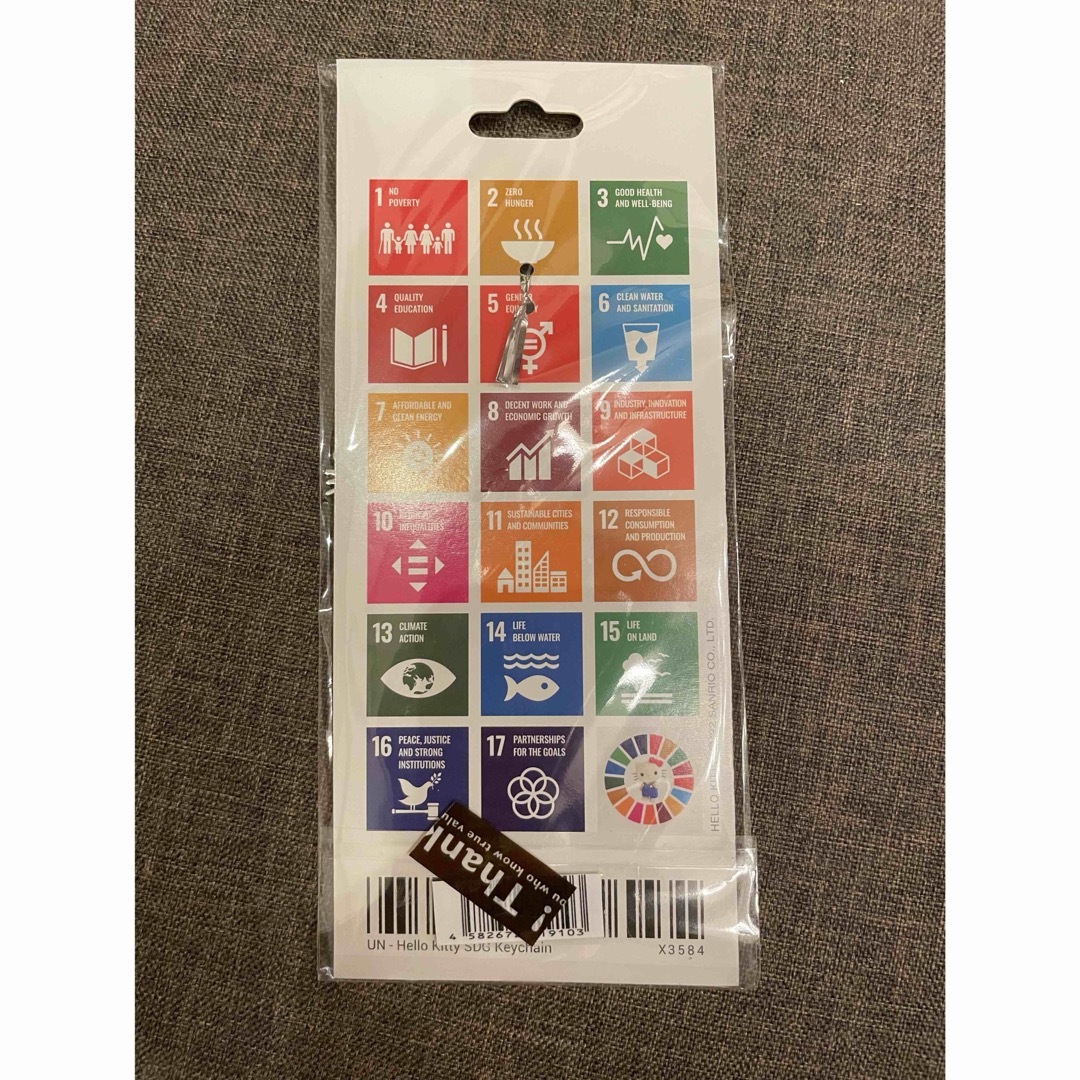 1 NO
POVERTY
2 ZERO
HUNGER
3 GOOD HEALTH
AND WELL-BEING
4 QUALITY
EDUCATION
5
6 CLEAN WATER
AND SANITATION
7 AFFORDABLE AND
CLEAN ENERGY
8 DECENT WORK AND
ECONOMIC GROWTH
9 INDUSTRY, INNOVATION
AND INFRASTRUCTURE
10
INEQUALITIES
11 SUSTAINABLE CITIES
AND COMMUNITIES
12 RESPONSIBLE
CONSUMPTION
AND PRODUCTION
13 CLIMATE
ACTION
14 LIFE
BELOW WATER
15 LIFE
ON LAND
16 PEACE, JUSTICE
AND STRONG
INSTITUTIONS
17 PARTNERSHIPS
FOR THE GOALS
HELLO SANRIO CO., LTD.
! Thank
who know true
UN - Hello Kitty SDG Keychain
X3584